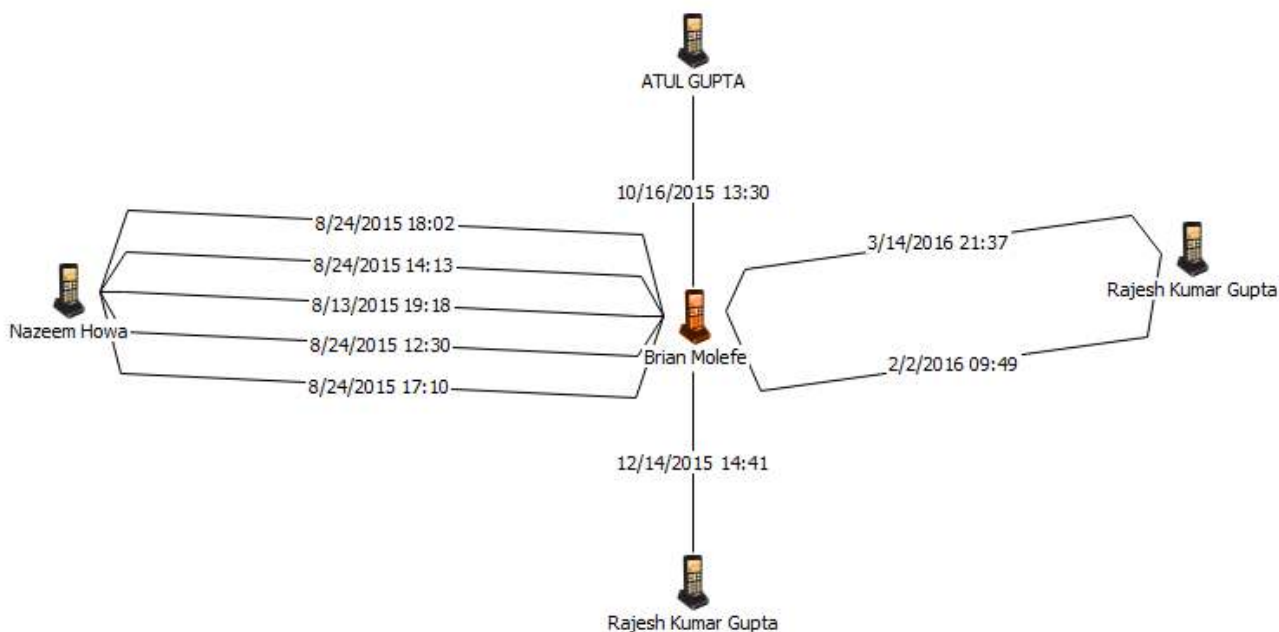 ATUL GUPTA
10/16/2015 13:30
8/24/2015 18:02
3/14/2016 21:37
8/24/2015 14:13
Rajesh Kumar Gupta
8/13/2015 19:18
Nazeem Howa
8/24/2015 12:30
Brian Molefe
2/2/2016 09:49
8/24/2015 17:10
12/14/2015 14:41
Rajesh Kumar Gupta